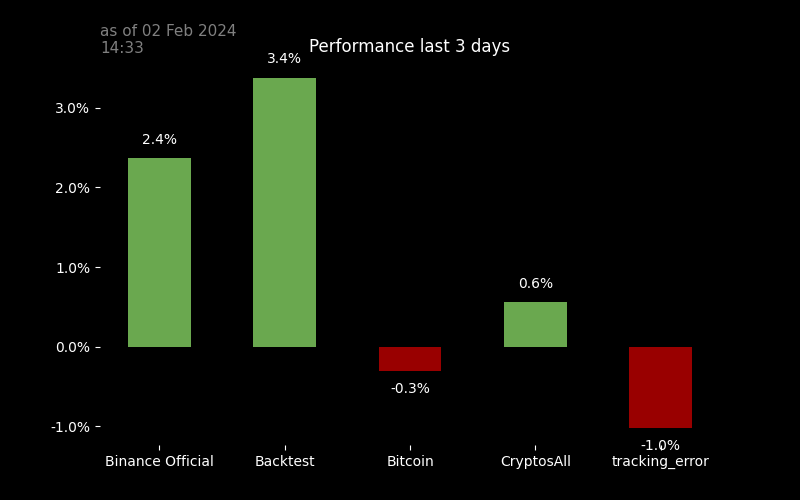 as of 02 Feb 2024
14:33
Performance last 3 days
3.4%
2.4%
0.6%
-0.3%
-1.0%
3.0%
2.0%
1.0%
0.0%
-1.0%
Binance Official
Backtest
Bitcoin
CryptosAll
tracking_error